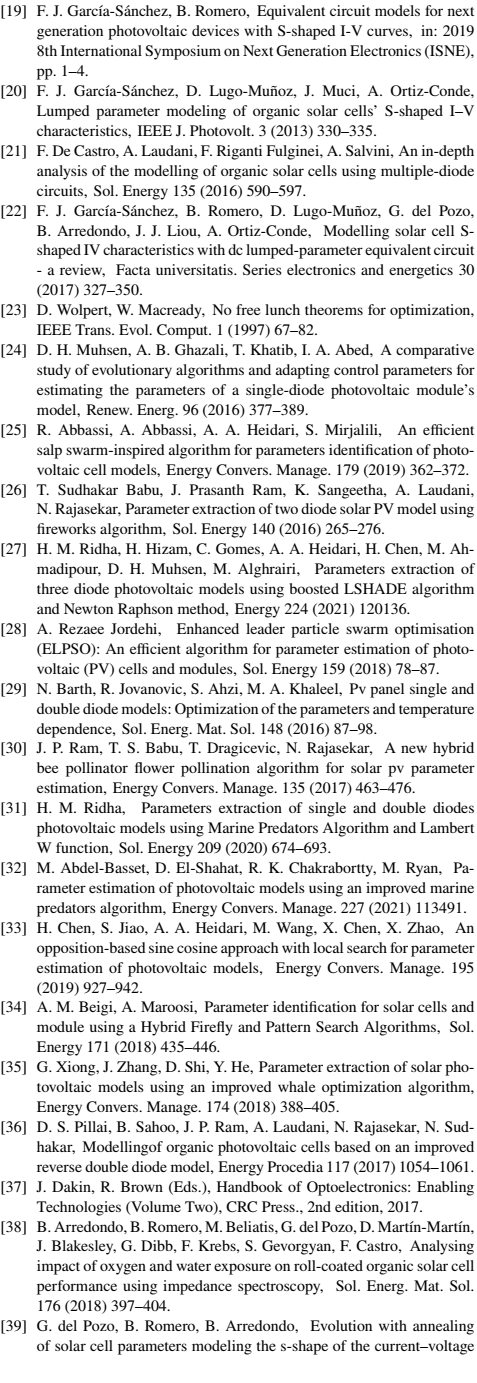 [19] F. J. García-Sánchez, B. Romero, Equivalent circuit models for next
generation photovoltaic devices with S-shaped I-V curves, in: 2019
8th International Symposium on Next Generation Electronics (ISNE),
pp. 1–4.
[20] F. J. García-Sánchez, D. Lugo-Muñoz, J. Muci, A. Ortiz-Conde,
Lumped parameter modeling of organic solar cells' S-shaped I–V
characteristics, IEEE J. Photovolt. 3 (2013) 330–335.
[21] F. De Castro, A. Laudani, F. Riganti Fulginei, A. Salvini, An in-depth
analysis of the modelling of organic solar cells using multiple-diode
circuits, Sol. Energy 135 (2016) 590–597.
[22] F. J. García-Sánchez, B. Romero, D. Lugo-Muñoz, G. del Pozo,
B. Arredondo, J. J. Liou, A. Ortiz-Conde, Modelling solar cell S-
shaped IV characteristics with dc lumped-parameter equivalent circuit
- a review, Facta universitatis. Series electronics and energetics 30
(2017) 327–350.
[23] D. Wolpert, W. Macready, No free lunch theorems for optimization,
IEEE Trans. Evol. Comput. 1 (1997) 67–82.
[24] D. H. Muhsen, A. B. Ghazali, T. Khatib, I. A. Abed, A comparative
study of evolutionary algorithms and adapting control parameters for
estimating the parameters of a single-diode photovoltaic module's
model, Renew. Energ. 96 (2016) 377–389.
[25] R. Abbassi, A. Abbassi, A. A. Heidari, S. Mirjalili, An efficient
salp swarm-inspired algorithm for parameters identification of photo-
voltaic cell models, Energy Convers. Manage. 179 (2019) 362–372.
[26] T. Sudhakar Babu, J. Prasanth Ram, K. Sangeetha, A. Laudani,
N. Rajasekar, Parameter extraction of two diode solar PV model using
fireworks algorithm, Sol. Energy 140 (2016) 265–276.
[27] H. M. Ridha, H. Hizam, C. Gomes, A. A. Heidari, H. Chen, M. Ah-
madipour, D. H. Muhsen, M. Alghrairi, Parameters extraction of
three diode photovoltaic models using boosted LSHADE algorithm
and Newton Raphson method, Energy 224 (2021) 120136.
[28] A. Rezaee Jordehi, Enhanced leader particle swarm optimisation
(ELPSO): An efficient algorithm for parameter estimation of photo-
voltaic (PV) cells and modules, Sol. Energy 159 (2018) 78–87.
[29] N. Barth, R. Jovanovic, S. Ahzi, M. A. Khaleel, Pv panel single and
double diode models: Optimization of the parameters and temperature
dependence, Sol. Energ. Mat. Sol. 148 (2016) 87–98.
[30] J. P. Ram, T. S. Babu, T. Dragicevic, N. Rajasekar, A new hybrid
bee pollinator flower pollination algorithm for solar pv parameter
estimation, Energy Convers. Manage. 135 (2017) 463–476.
[31] H. M. Ridha, Parameters extraction of single and double diodes
photovoltaic models using Marine Predators Algorithm and Lambert
W function, Sol. Energy 209 (2020) 674–693.
[32] M. Abdel-Basset, D. El-Shahat, R. K. Chakrabortty, M. Ryan, Pa-
rameter estimation of photovoltaic models using an improved marine
predators algorithm, Energy Convers. Manage. 227 (2021) 113491.
[33] H. Chen, S. Jiao, A. A. Heidari, M. Wang, X. Chen, X. Zhao, An
opposition-based sine cosine approach with local search for parameter
estimation of photovoltaic models, Energy Convers. Manage. 195
(2019) 927–942.
[34] A. M. Beigi, A. Maroosi, Parameter identification for solar cells and
module using a Hybrid Firefly and Pattern Search Algorithms, Sol.
Energy 171 (2018) 435–446.
[35] G. Xiong, J. Zhang, D. Shi, Y. He, Parameter extraction of solar pho-
tovoltaic models using an improved whale optimization algorithm,
Energy Convers. Manage. 174 (2018) 388–405.
[36] D. S. Pillai, B. Sahoo, J. P. Ram, A. Laudani, N. Rajasekar, N. Sud-
hakar, Modellingof organic photovoltaic cells based on an improved
reverse double diode model, Energy Procedia 117 (2017) 1054–1061.
[37] J. Dakin, R. Brown (Eds.), Handbook of Optoelectronics: Enabling
Technologies (Volume Two), CRC Press., 2nd edition, 2017.
[38] B. Arredondo, B. Romero, M. Beliatis, G. del Pozo, D. Martín-Martín,
J. Blakesley, G. Dibb, F. Krebs, S. Gevorgyan, F. Castro, Analysing
impact of oxygen and water exposure on roll-coated organic solar cell
performance using impedance spectroscopy, Sol. Energ. Mat. Sol.
176 (2018) 397–404.
[39] G. del Pozo, B. Romero, B. Arredondo, Evolution with annealing
of solar cell parameters modeling the s-shape of the current–voltage